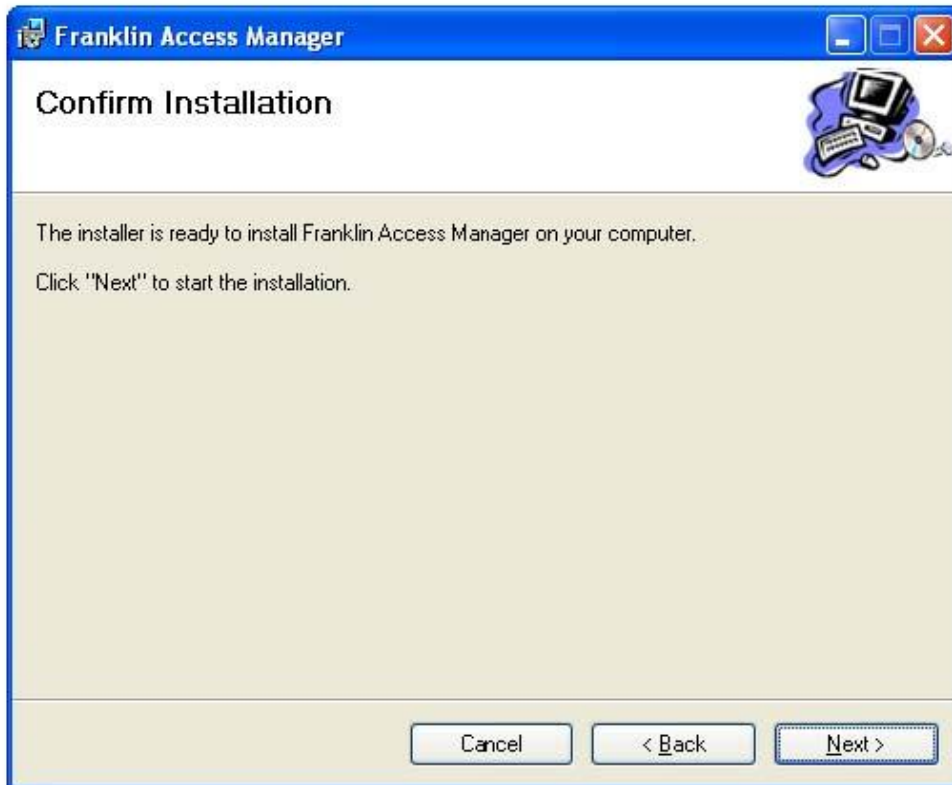 Franklin Access Manager
Confirm Installation
The installer is ready to install Franklin Access Manager on your computer.
Click "Next" to start the installation.
Cancel
< Back
Next >